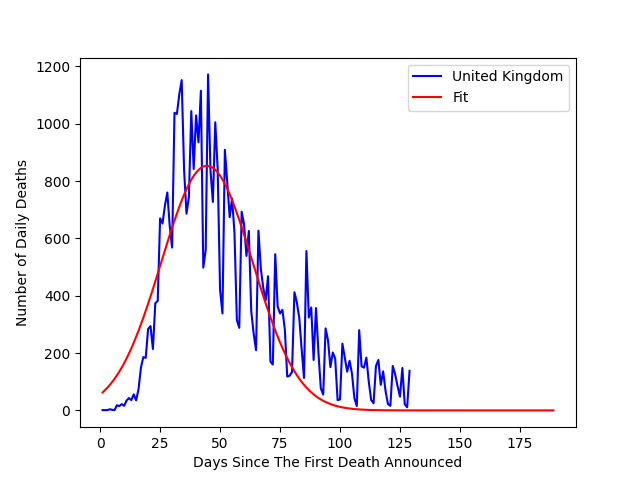 United Kingdom
Fit
1200
1000
800
600
400
200
0
Number of Daily Deaths
0 25 50 75 100 125 150 175
Days Since The First Death Announced